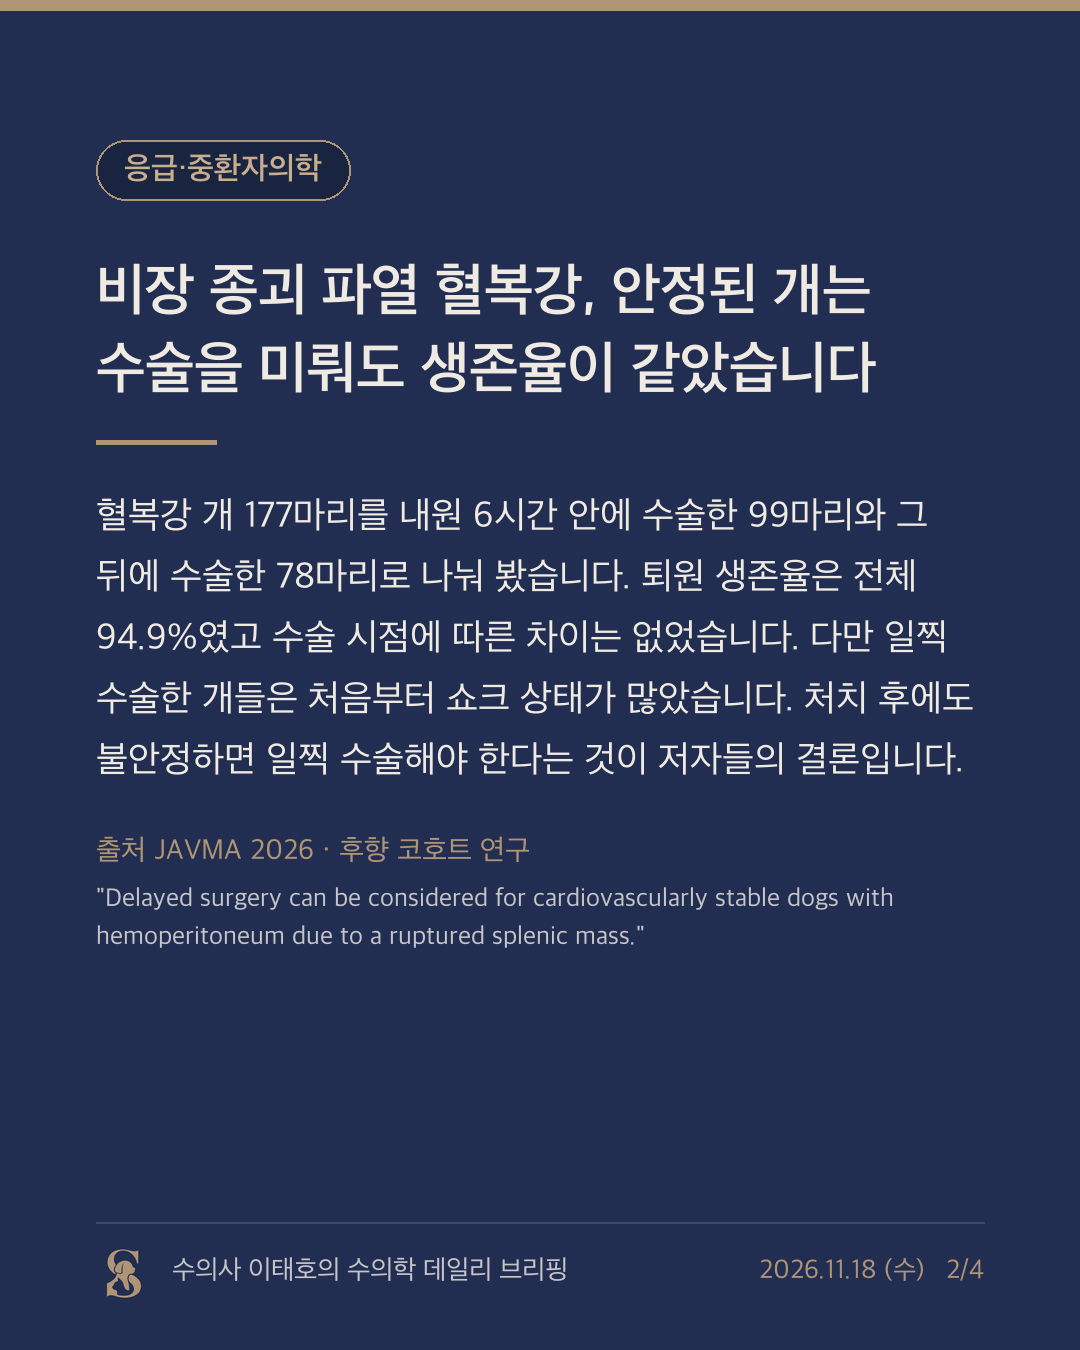 응급·중환자의학
비장 종괴 파열 혈복강, 안정된 개는
수술을 미뤄도 생존율이 같았습니다
혈복강 개 177마리를 내원 6시간 안에 수술한 99마리와 그
뒤에 수술한 78마리로 나눠 봤습니다. 퇴원 생존율은 전체
94.9%였고 수술 시점에 따른 차이는 없었습니다. 다만 일찍
수술한 개들은 처음부터 쇼크 상태가 많았습니다. 처치 후에도
불안정하면 일찍 수술해야 한다는 것이 저자들의 결론입니다.
출처 JAVMA 2026 · 후향 코호트 연구
"Delayed surgery can be considered for cardiovascularly stable dogs with
hemoperitoneum due to a ruptured splenic mass."
수의사 이태호의 수의학 데일리 브리핑
2026.11.18 (수) 2/4